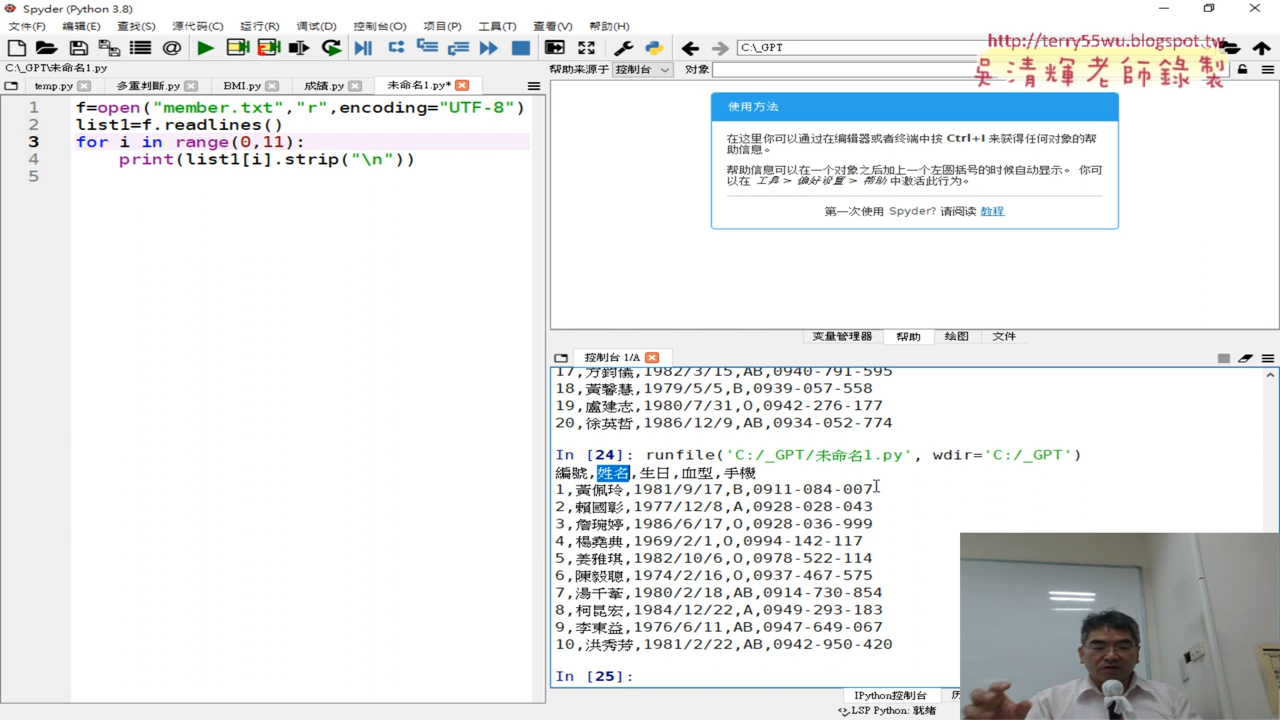 Spyder (Python 3.8)
文件(F) 编辑(E) 查找(S) 源代码(C) 运行(R) 调试(D) 控制台(O) 项目(P) 工具(T) 查看(V) 帮助(H)
C:\_GPT
http://terry55wu.blogspot.tw
吳清輝老師錄製
C:\_GPT\未命名1.py
帮助来源于 控制台 对象
temp.py 多重判斷.py BMI.py 成績.py 未命名1.py*
1 f=open("member.txt","r",encoding="UTF-8")
2 list1=f.readlines()
3 for i in range(0,11):
4 print(list1[i].strip("\n"))
5
使用方法
在这里你可以通过在编辑器或者终端中按 Ctrl+I 来获得任何对象的帮
助信息。
帮助信息可以在一个对象之后加上一个左圆括号的时候自动显示。 你可
以在 工具 > 偏好设置 > 帮助 中激活此行为。
第一次使用 Spyder? 请阅读 教程
变量管理器 帮助 绘图 文件
控制台 1/A
17,方鈞儀,1982/3/15,AB,0940-791-595
18,黃馨慧,1979/5/5,B,0939-057-558
19,盧建志,1980/7/31,O,0942-276-177
20,徐英哲,1986/12/9,AB,0934-052-774
In [24]: runfile('C:/_GPT/未命名1.py', wdir='C:/_GPT')
編號,姓名,生日,血型,手機
1,黃佩玲,1981/9/17,B,0911-084-007
2,賴國彰,1977/12/8,A,0928-028-043
3,詹琬婷,1986/6/17,O,0928-036-999
4,楊堯典,1969/2/1,O,0994-142-117
5,姜雅琪,1982/10/6,O,0978-522-114
6,陳毅聰,1974/2/16,O,0937-467-575
7,湯千葦,1980/2/18,AB,0914-730-854
8,柯昆宏,1984/12/22,A,0949-293-183
9,李東益,1976/6/11,AB,0947-649-067
10,洪秀芳,1981/2/22,AB,0942-950-420
In [25]:
IPython控制台 历
LSP Python: 就绪